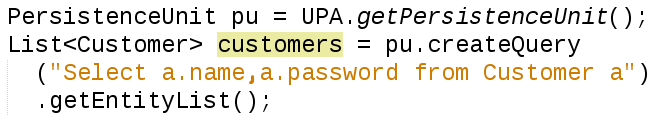 PersistenceUnit pu = UPA.getPersistenceUnit();
List<Customer> customers = pu.createQuery
("Select a.name,a.password from Customer a")
.getEntityList();